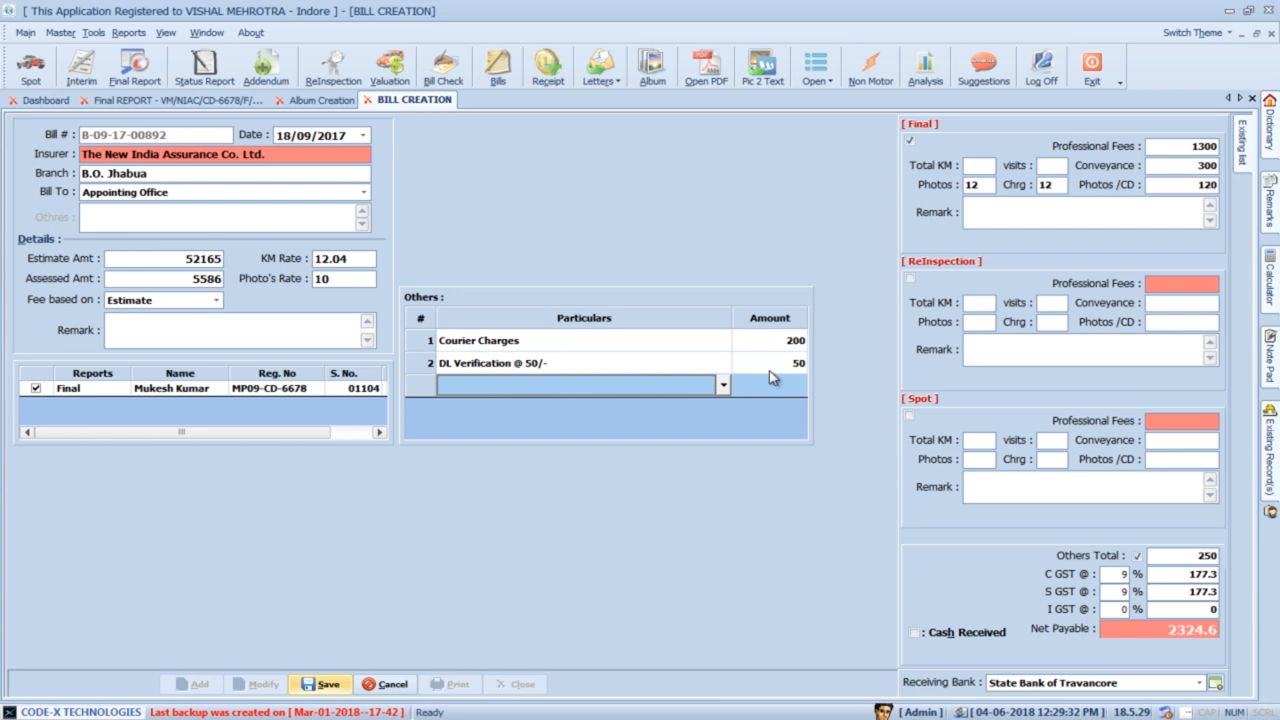 [ This Application Registered to VISHAL MEHROTRA - Indore ] - [BILL CREATION]
Main Master Tools Reports View Window About Switch Theme
Spot Interim Final Report Status Report Addendum ReInspection Valuation Bill Check Bills Receipt Letters Album Open PDF Pic 2 Text Open Non Motor Analysis Suggestions Log Off Exit
Dashboard Final REPORT - VM/NIAC/CD-6678/F/... Album Creation BILL CREATION
Bill # : B-09-17-00892 Date : 18/09/2017
Insurer : The New India Assurance Co. Ltd.
Branch : B.O. Jhabua
Bill To : Appointing Office
Othres :
Details :
Estimate Amt : 52165 KM Rate : 12.04
Assessed Amt : 5586 Photo's Rate : 10
Fee based on : Estimate
Remark :
Reports Name Reg. No S. No.
Final Mukesh Kumar MP09-CD-6678 01104
Others :
# Particulars Amount
1 Courier Charges 200
2 DL Verification @ 50/- 50
[ Final ]
Professional Fees : 1300
Total KM : visits : Conveyance : 300
Photos : 12 Chrg : 12 Photos /CD : 120
Remark :
[ ReInspection ]
Professional Fees :
Total KM : visits : Conveyance :
Photos : Chrg : Photos /CD :
Remark :
[ Spot ]
Professional Fees :
Total KM : visits : Conveyance :
Photos : Chrg : Photos /CD :
Remark :
Others Total : 250
C GST @ : 9 % 177.3
S GST @ : 9 % 177.3
I GST @ : 0 % 0
: Cash Received Net Payable : 2324.6
Receiving Bank : State Bank of Travancore
Existing list
Dictionary
Remarks
Calculator
Note Pad
Existing Record(s)
Add Modify Save Cancel Print Close
CODE-X TECHNOLOGIES Last backup was created on [ Mar-01-2018--17-42 ] Ready [ Admin ] [ 04-06-2018 12:29:32 PM ] 18.5.29 CAP NUM SCRL